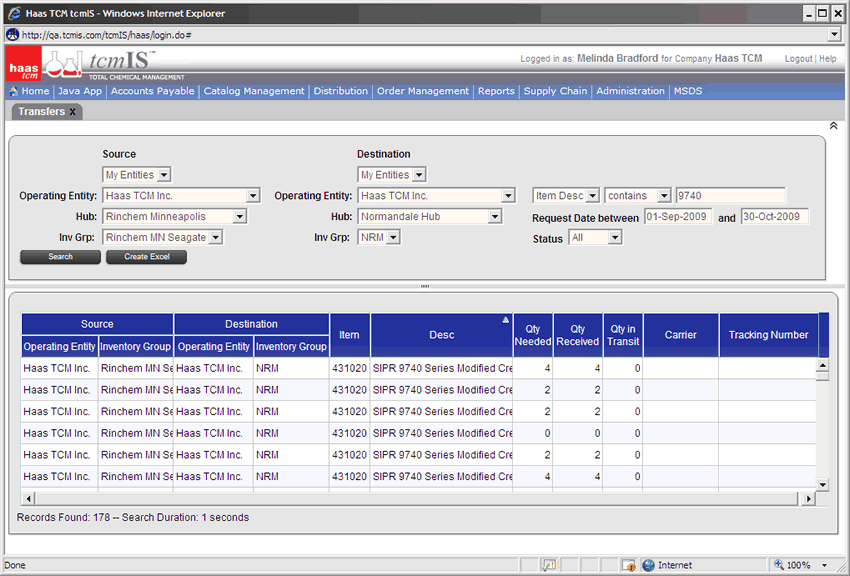 Haas TCM tcmIS - Windows Internet Explorer
http://qa.tcmis.com/tcmIS/haas/login.do#
haas tcm
tcmIS™
TOTAL CHEMICAL MANAGEMENT
Logged in as: Melinda Bradford for Company Haas TCM Logout | Help
Home | Java App | Accounts Payable | Catalog Management | Distribution | Order Management | Reports | Supply Chain | Administration | MSDS
Transfers X
Source Destination
My Entities My Entities
Operating Entity: Haas TCM Inc. Operating Entity: Haas TCM Inc. Item Desc contains 9740
Hub: Rinchem Minneapolis Hub: Normandale Hub Request Date between 01-Sep-2009 and 30-Oct-2009
Inv Grp: Rinchem MN Seagate Inv Grp: NRM Status All
Search Create Excel
Source Destination Item Desc Qty Needed Qty Received Qty in Transit Carrier Tracking Number
Operating Entity Inventory Group Operating Entity Inventory Group
Haas TCM Inc. Rinchem MN Se Haas TCM Inc. NRM 431020 SIPR 9740 Series Modified Cre 4 4 0
Haas TCM Inc. Rinchem MN Se Haas TCM Inc. NRM 431020 SIPR 9740 Series Modified Cre 2 2 0
Haas TCM Inc. Rinchem MN Se Haas TCM Inc. NRM 431020 SIPR 9740 Series Modified Cre 2 2 0
Haas TCM Inc. Rinchem MN Se Haas TCM Inc. NRM 431020 SIPR 9740 Series Modified Cre 0 0 0
Haas TCM Inc. Rinchem MN Se Haas TCM Inc. NRM 431020 SIPR 9740 Series Modified Cre 2 2 0
Haas TCM Inc. Rinchem MN Se Haas TCM Inc. NRM 431020 SIPR 9740 Series Modified Cre 4 4 0
Records Found: 178 -- Search Duration: 1 seconds
Done Internet 100%